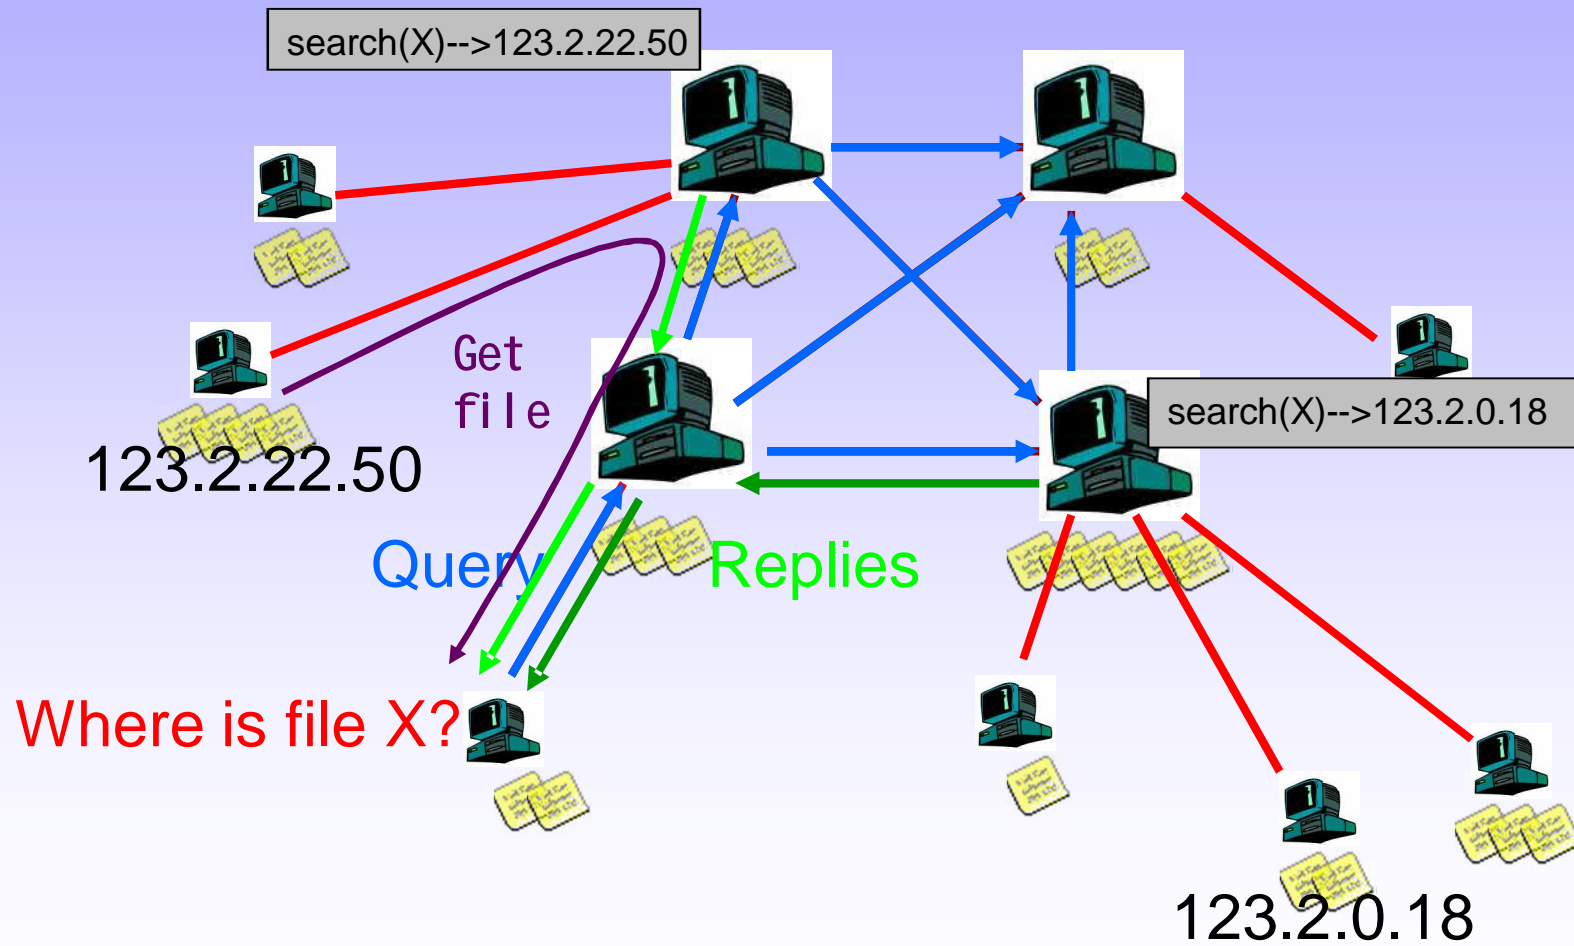 search(X)-->123.2.22.50
Get
file
search(X)-->123.2.0.18
123.2.22.50
Query
Replies
Where is file X?
123.2.0.18